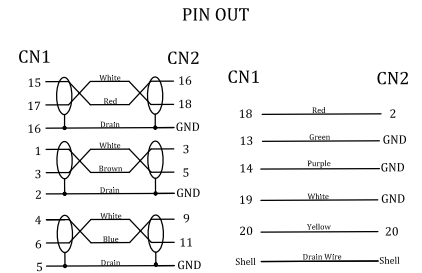 PIN OUT
CN1 CN2
15 White 16
17 Red 18
16 Drain GND
1 White 3
3 Brown 5
2 Drain GND
4 White 9
6 Blue 11
5 Drain GND
CN1 CN2
18 Red 2
13 Green GND
14 Purple GND
19 White GND
20 Yellow 20
Shell Drain Wire Shell